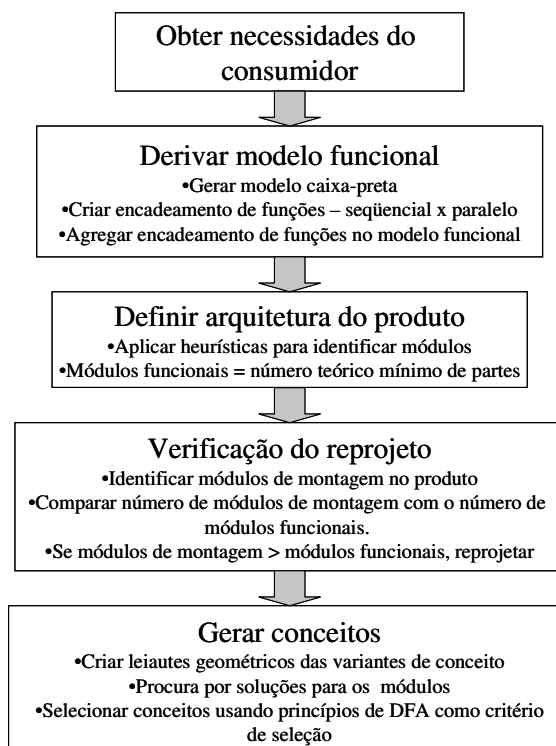 Obter necessidades do
consumidor
Derivar modelo funcional
•Gerar modelo caixa-preta
•Criar encadeamento de funções – seqüencial x paralelo
•Agregar encadeamento de funções no modelo funcional
Definir arquitetura do produto
•Aplicar heurísticas para identificar módulos
•Módulos funcionais = número teórico mínimo de partes
Verificação do reprojeto
•Identificar módulos de montagem no produto
•Comparar número de módulos de montagem com o número de
módulos funcionais.
•Se módulos de montagem > módulos funcionais, reprojetar
Gerar conceitos
•Criar leiautes geométricos das variantes de conceito
•Procura por soluções para os módulos
•Selecionar conceitos usando princípios de DFA como critério
de seleção